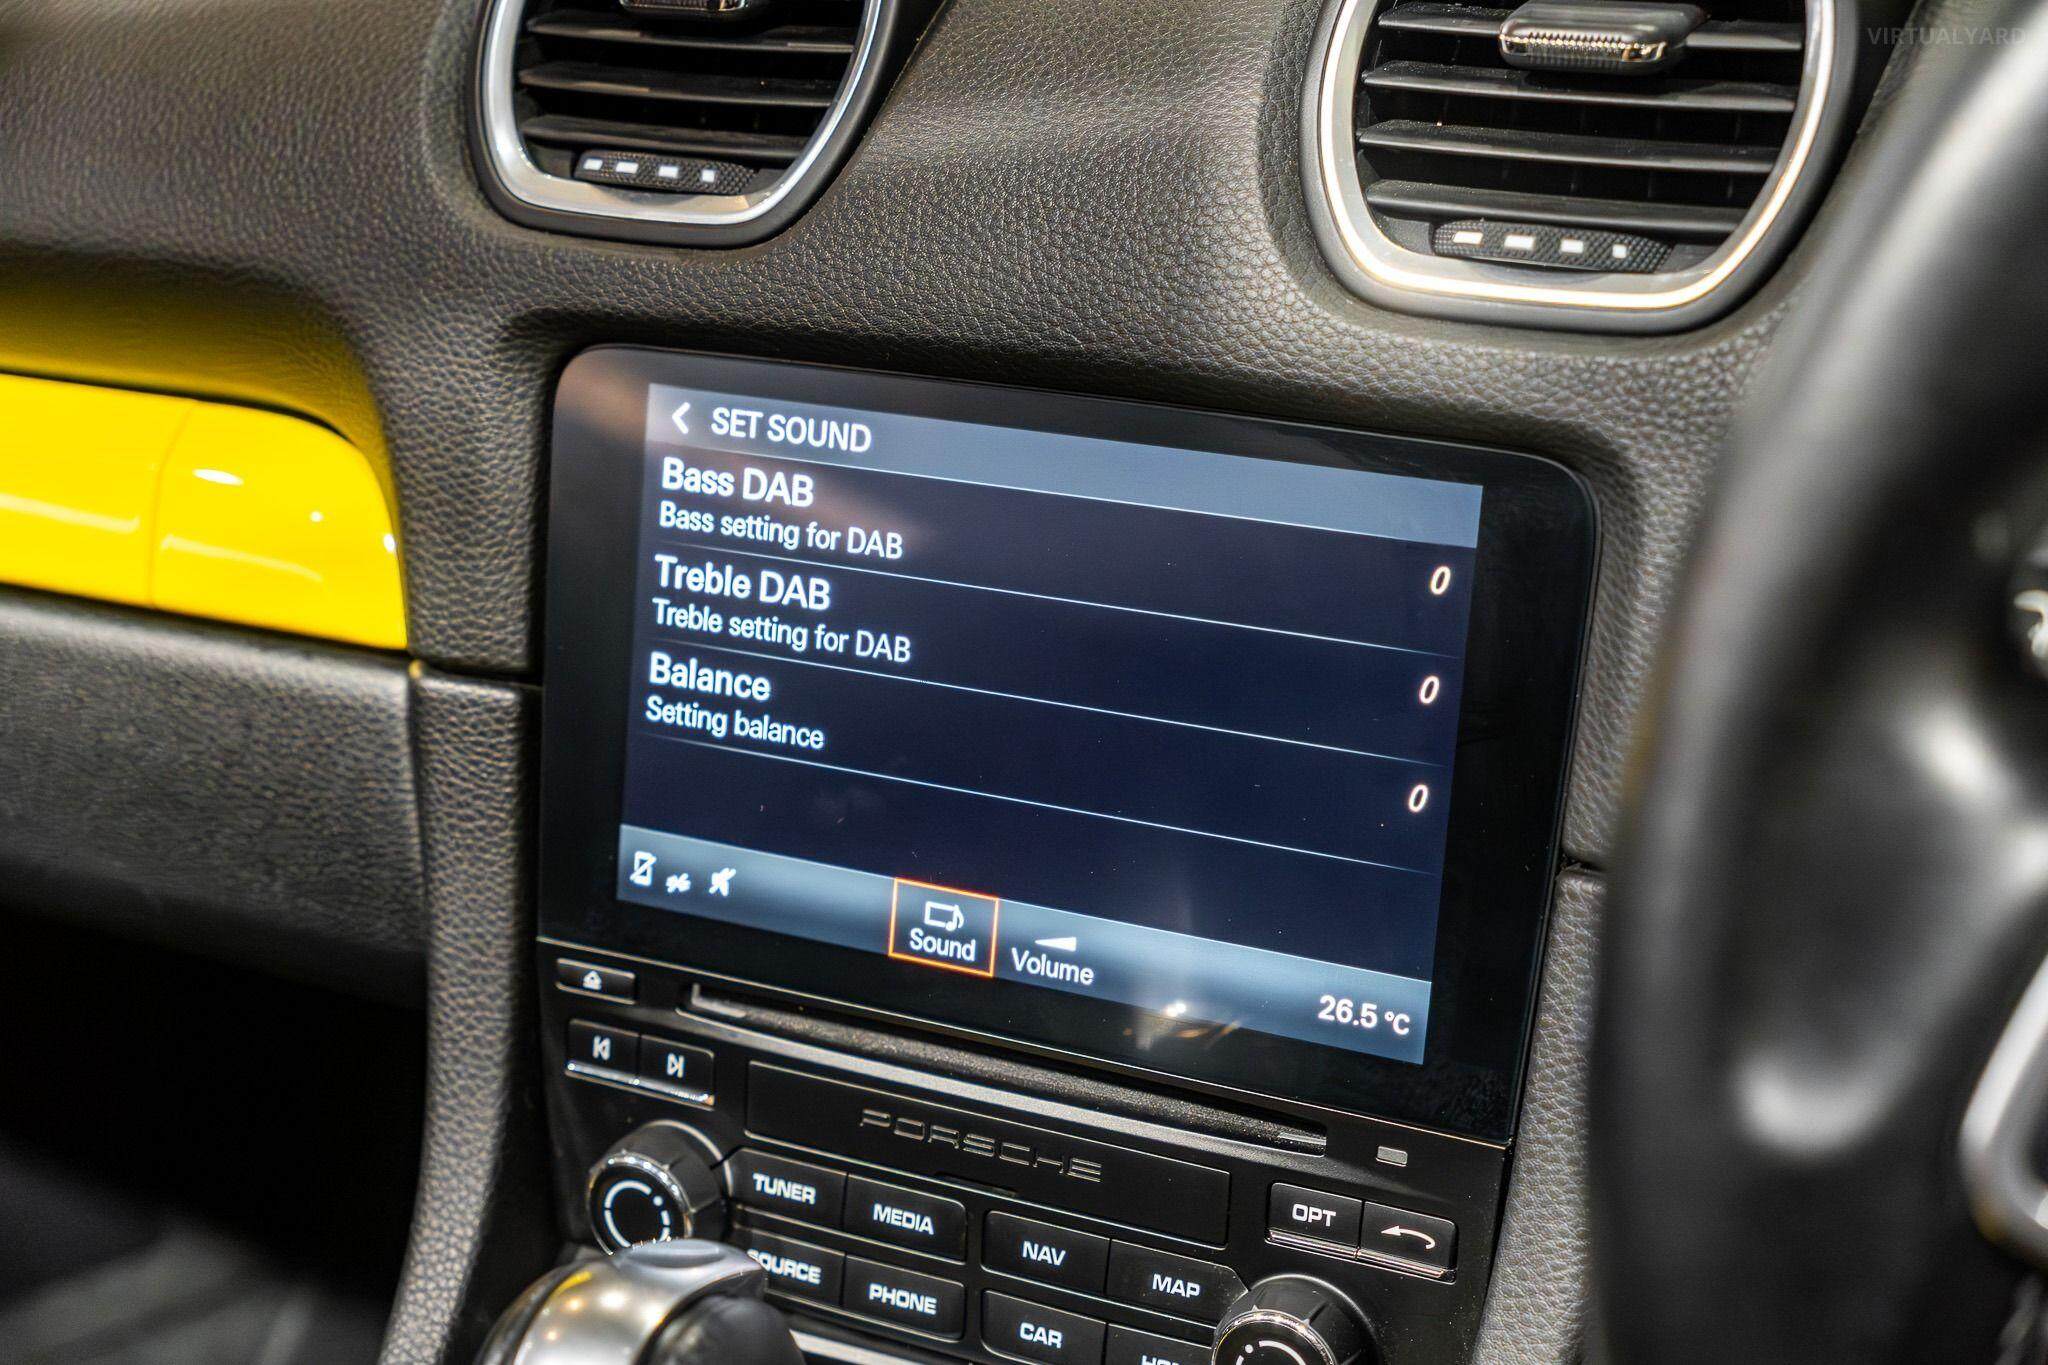 VIRTUALYARD
SET SOUND
Bass DAB
Bass setting for DAB
0
Treble DAB
Treble setting for DAB
0
Balance
Setting balance
0
Sound
Volume
26.5 °C
PORSCHE
TUNER
MEDIA
NAV
MAP
OPT
SOURCE
PHONE
CAR